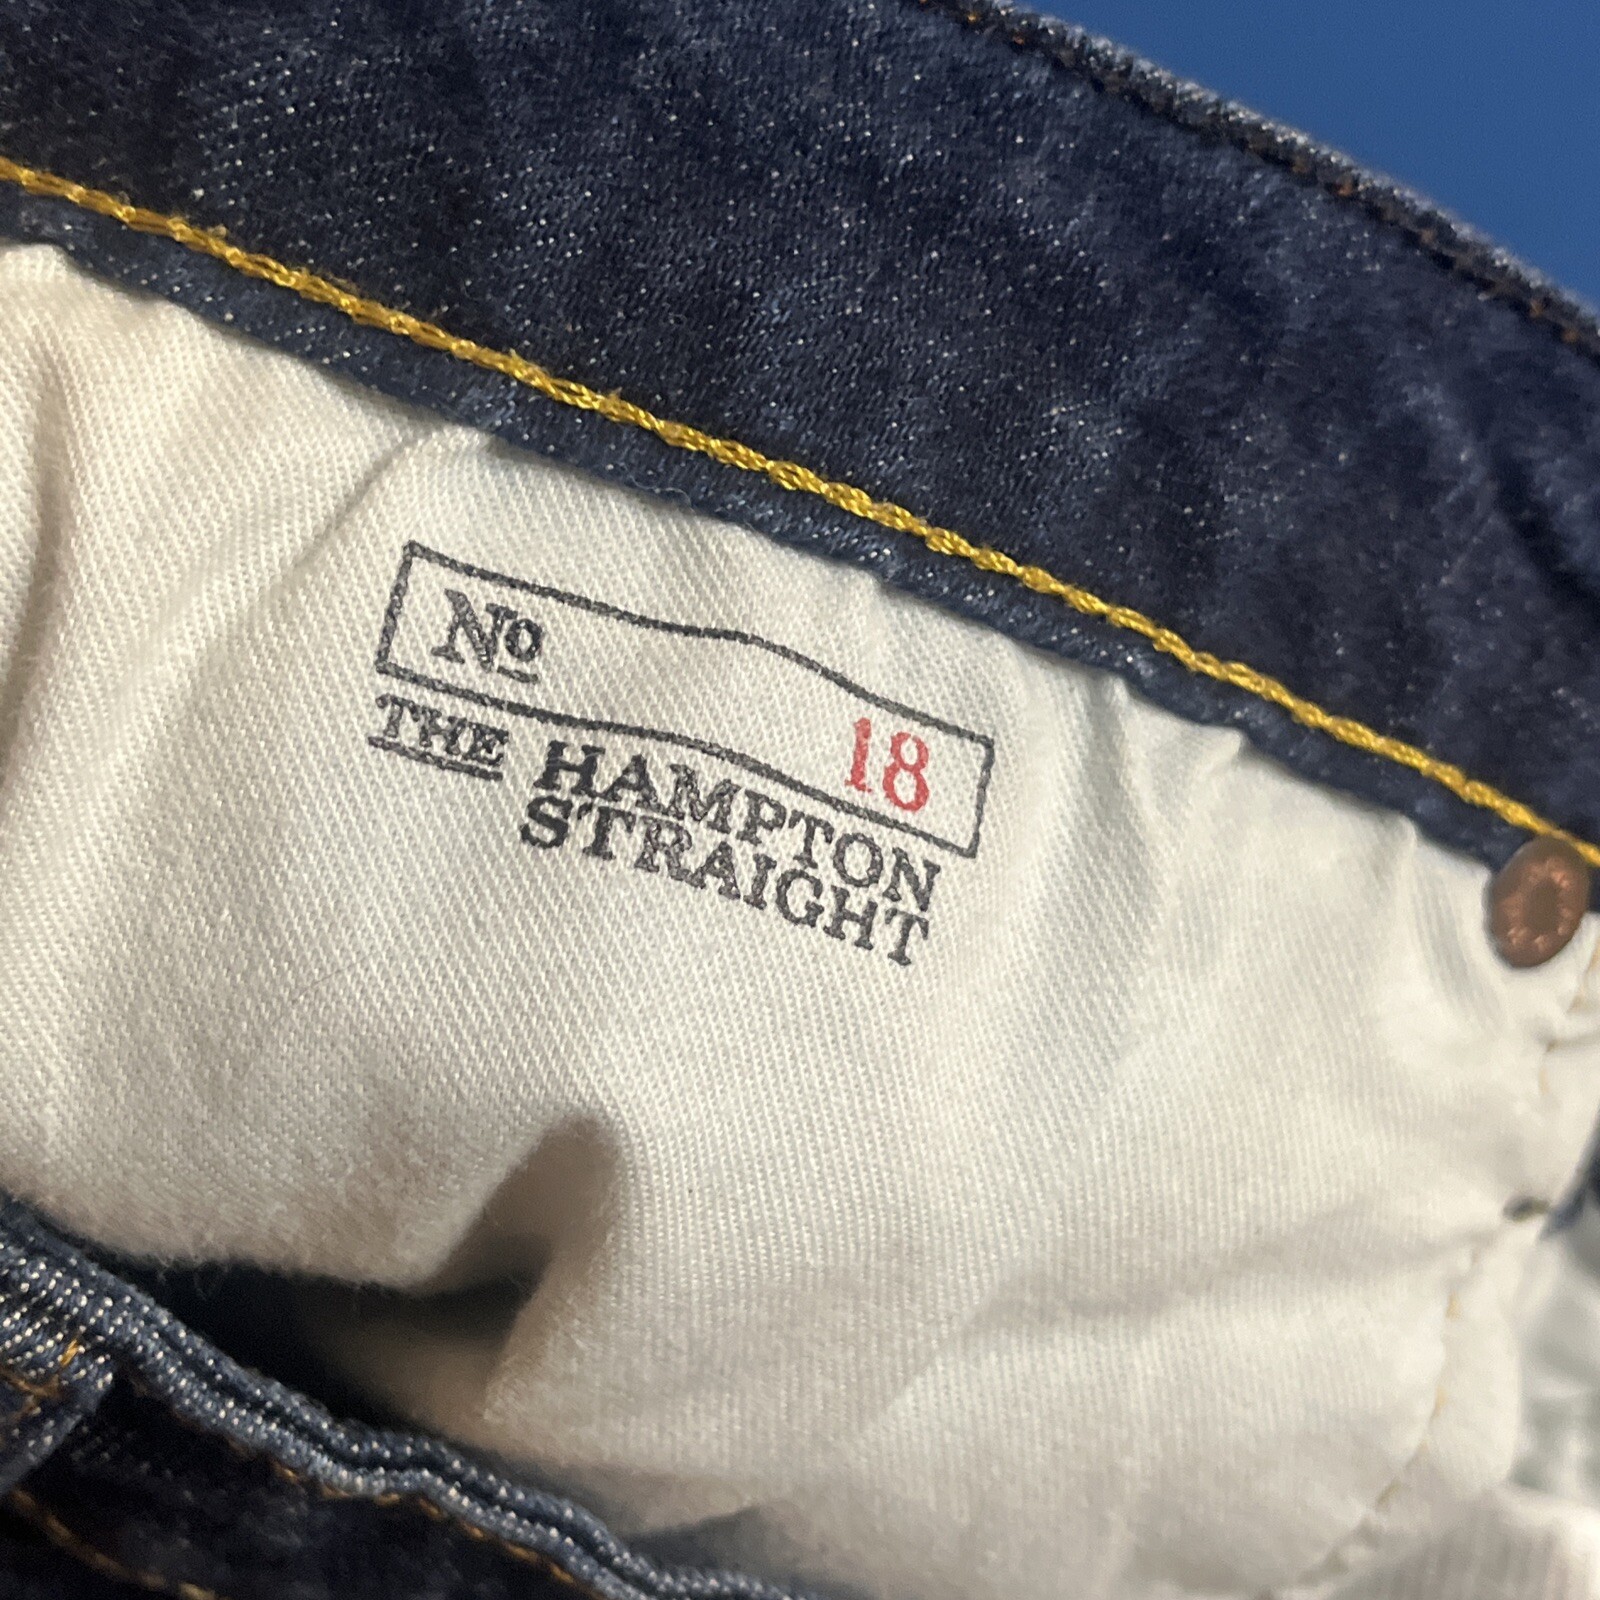 No 18
THE HAMPTON
STRAIGHT